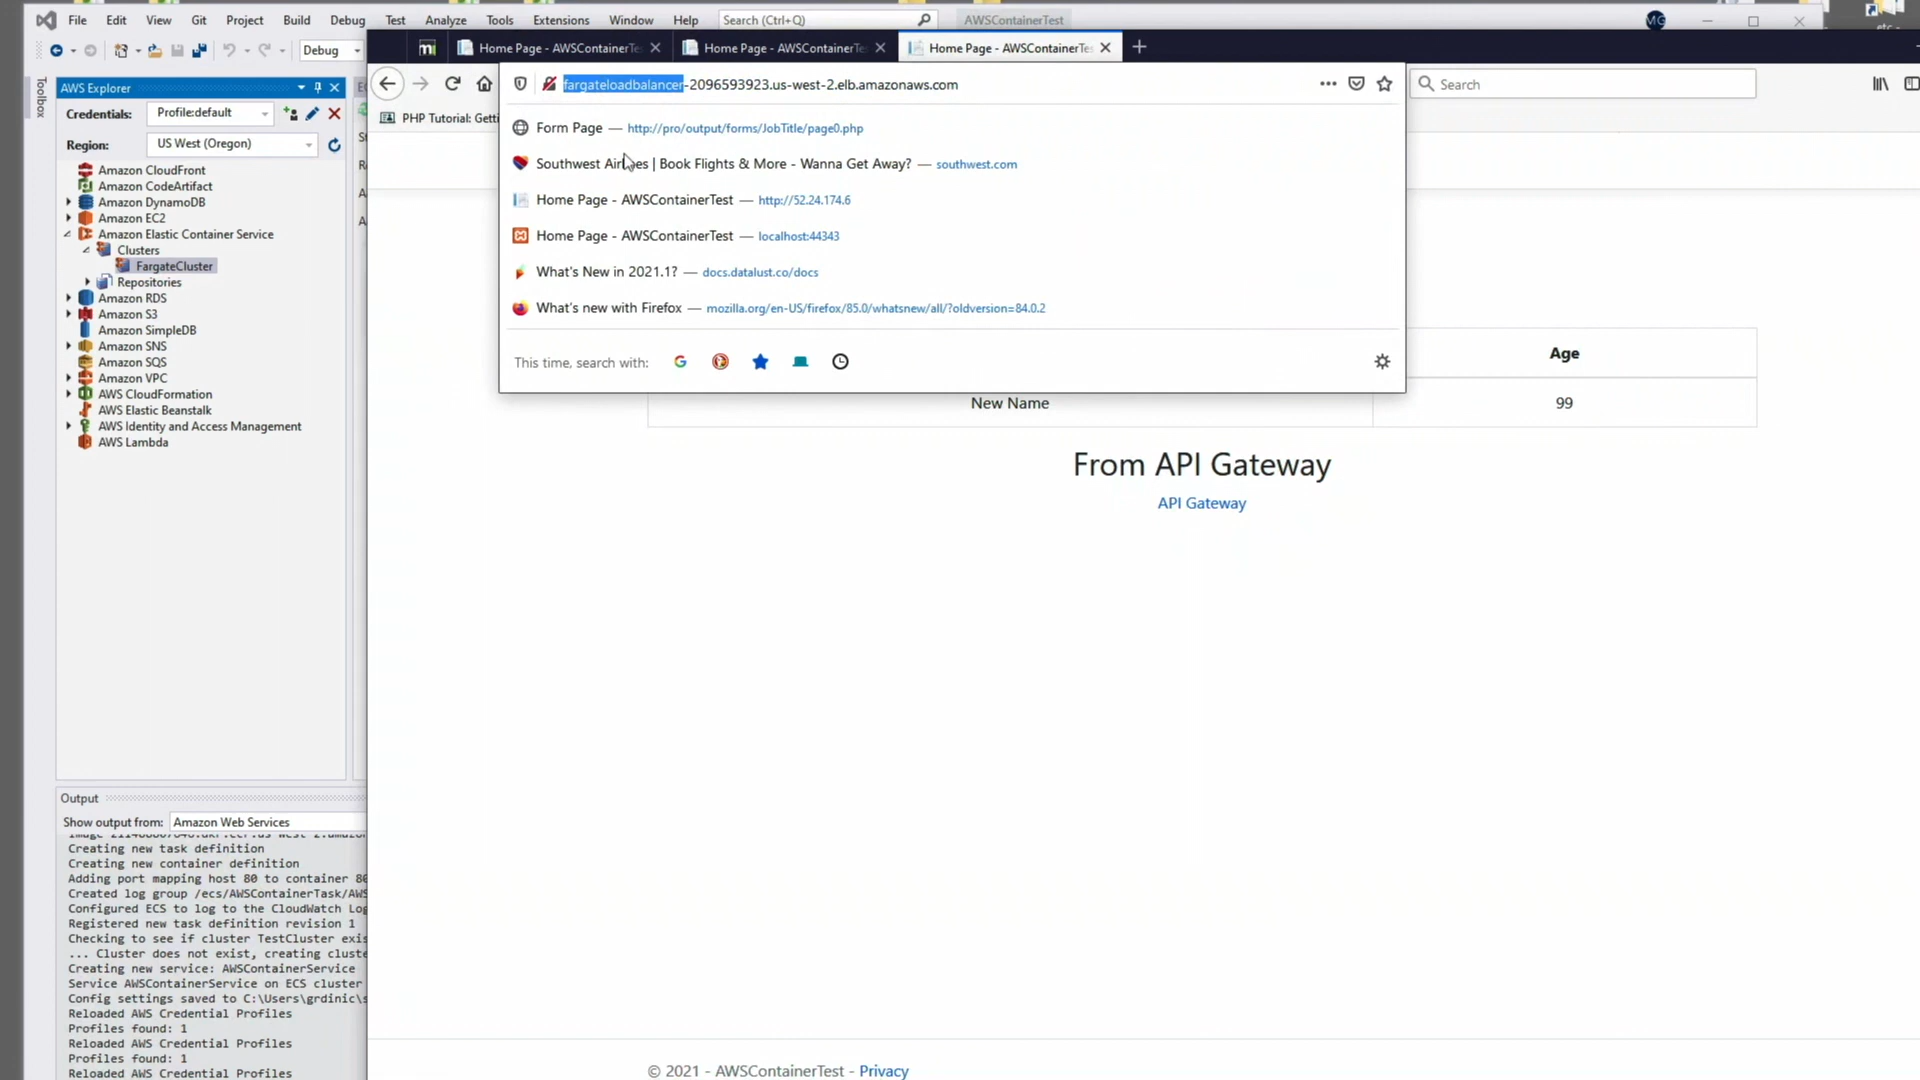 File Edit View Git Project Build Debug Test Analyze Tools Extensions Window Help Search (Ctrl+Q) AWSContainerTest MG
Debug
Toolbox
AWS Explorer
Credentials: Profile:default
Region: US West (Oregon)
Amazon CloudFront
Amazon CodeArtifact
Amazon DynamoDB
Amazon EC2
Amazon Elastic Container Service
Clusters
FargateCluster
Repositories
Amazon RDS
Amazon S3
Amazon SimpleDB
Amazon SNS
Amazon SQS
Amazon VPC
AWS CloudFormation
AWS Elastic Beanstalk
AWS Identity and Access Management
AWS Lambda
Output
Show output from: Amazon Web Services
Creating new task definition
Creating new container definition
Adding port mapping host 80 to container 80
Created log group /ecs/AWSContainerTask/AWS
Configured ECS to log to the CloudWatch Log
Registered new task definition revision 1
Checking to see if cluster TestCluster exis
... Cluster does not exist, creating cluste
Creating new service: AWSContainerService
Service AWSContainerService on ECS cluster
Config settings saved to C:\Users\grdinic\s
Reloaded AWS Credential Profiles
Profiles found: 1
Reloaded AWS Credential Profiles
Profiles found: 1
Reloaded AWS Credential Profiles
Home Page - AWSContainerTe
Home Page - AWSContainerTe
Home Page - AWSContainerTes
fargateloadbalancer-2096593923.us-west-2.elb.amazonaws.com
Search
PHP Tutorial: Getti
Form Page — http://pro/output/forms/JobTitle/page0.php
Southwest Airlines | Book Flights & More - Wanna Get Away? — southwest.com
Home Page - AWSContainerTest — http://52.24.174.6
Home Page - AWSContainerTest — localhost:44343
What's New in 2021.1? — docs.datalust.co/docs
What's new with Firefox — mozilla.org/en-US/firefox/85.0/whatsnew/all/?oldversion=84.0.2
This time, search with:
Age
New Name 99
From API Gateway
API Gateway
© 2021 - AWSContainerTest - Privacy